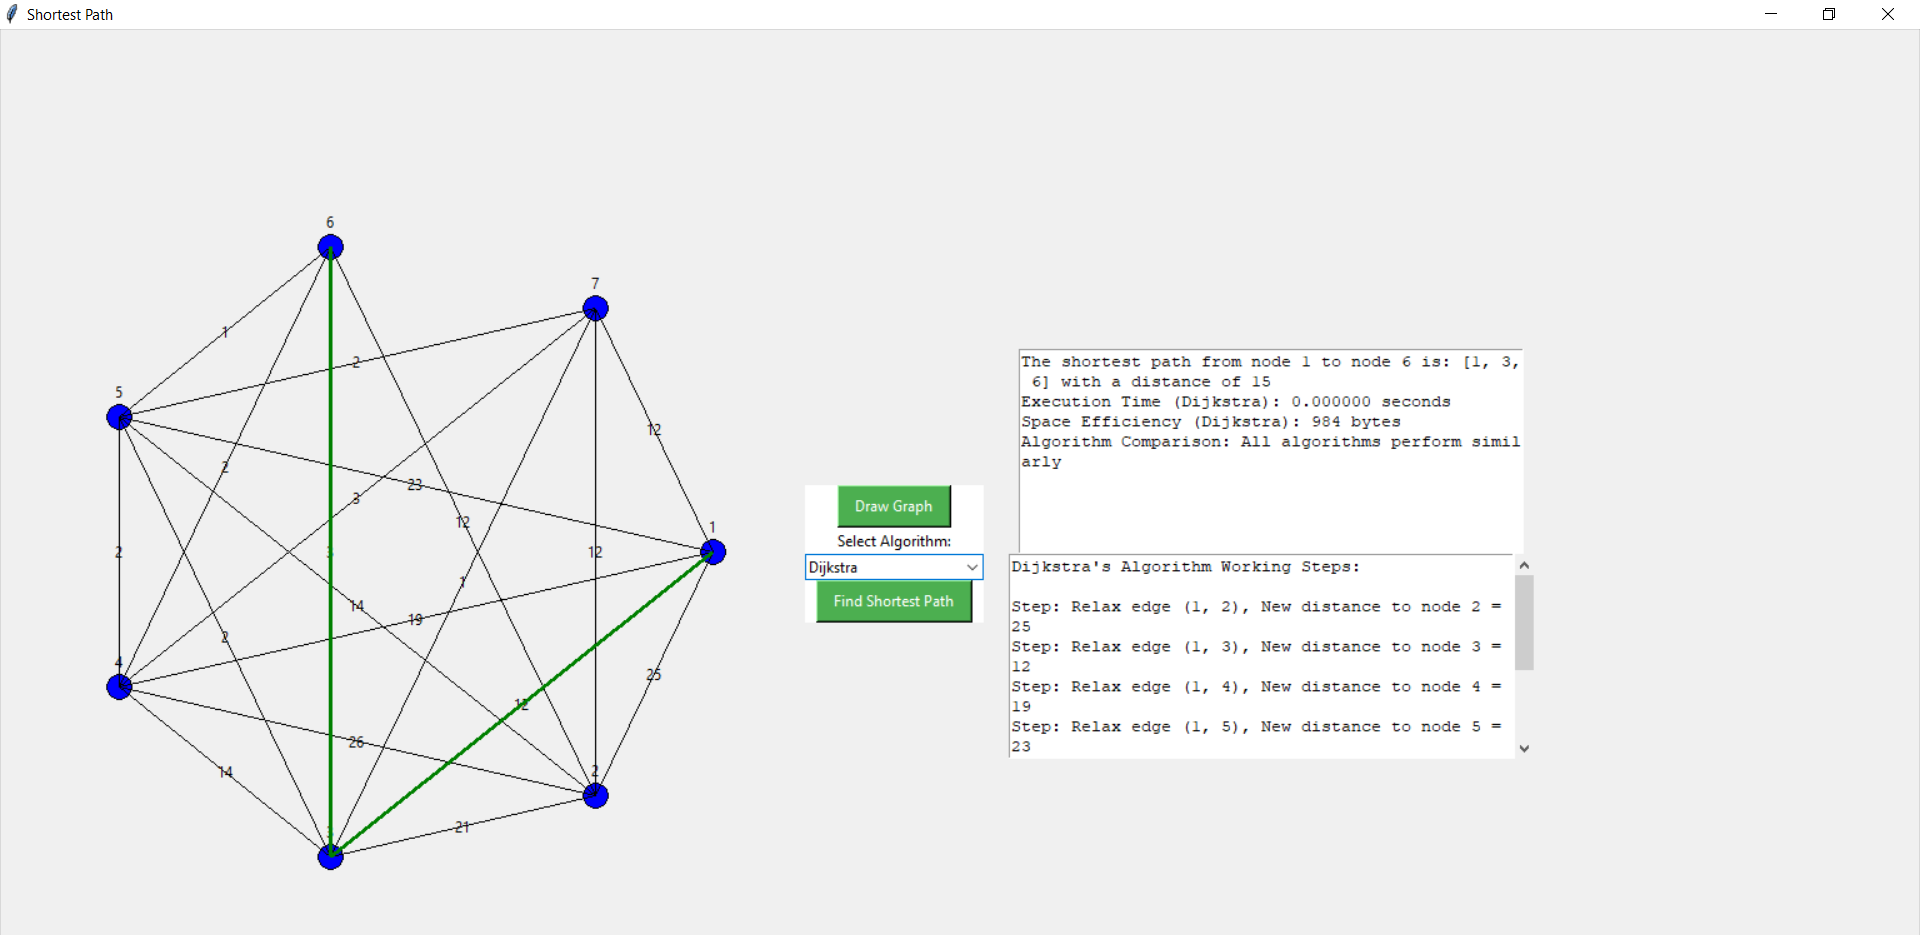 Shortest Path
6
7
1
2
5
12
2
3
23
12
1
2
3
12
1
14
19
2
4
25
12
26
2
14
21
3
Draw Graph
Select Algorithm:
Dijkstra
Find Shortest Path
The shortest path from node 1 to node 6 is: [1, 3,
6] with a distance of 15
Execution Time (Dijkstra): 0.000000 seconds
Space Efficiency (Dijkstra): 984 bytes
Algorithm Comparison: All algorithms perform simil
arly
Dijkstra's Algorithm Working Steps:
Step: Relax edge (1, 2), New distance to node 2 =
25
Step: Relax edge (1, 3), New distance to node 3 =
12
Step: Relax edge (1, 4), New distance to node 4 =
19
Step: Relax edge (1, 5), New distance to node 5 =
23